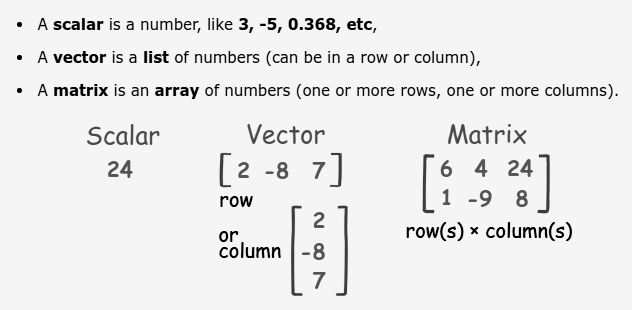 • A scalar is a number, like 3, -5, 0.368, etc,
• A vector is a list of numbers (can be in a row or column),
• A matrix is an array of numbers (one or more rows, one or more columns).
Scalar
24
Vector
[2 -8 7]
row
or
column
2
-8
7
Matrix
6 4 24
1 -9 8
row(s) × column(s)